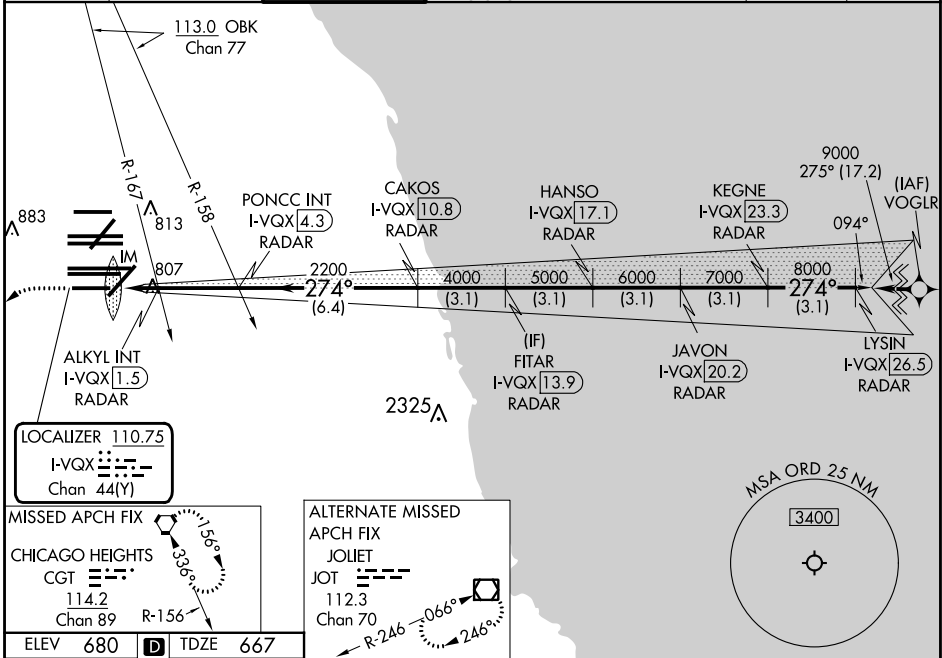 113.0 OBK
Chan 77
R-167
R-158
883
813
807
IM
PONCC INT
I-VQX 4.3
RADAR
CAKOS
I-VQX 10.8
RADAR
HANSO
I-VQX 17.1
RADAR
KEGNE
I-VQX 23.3
RADAR
9000
275° (17.2)
(IAF)
VOGLR
094°
2200
274°
(6.4)
4000
(3.1)
5000
(3.1)
6000
(3.1)
7000
(3.1)
8000
274°
(3.1)
ALKYL INT
I-VQX 1.5
RADAR
(IF)
FITAR
I-VQX 13.9
RADAR
JAVON
I-VQX 20.2
RADAR
LYSIN
I-VQX 26.5
RADAR
2325
LOCALIZER 110.75
I-VQX
Chan 44(Y)
MISSED APCH FIX
CHICAGO HEIGHTS
CGT
114.2
Chan 89
156°
336°
R-156
ALTERNATE MISSED
APCH FIX
JOLIET
JOT
112.3
Chan 70
R-246
066°
246°
MSA ORD 25 NM
3400
ELEV 680 D TDZE 667